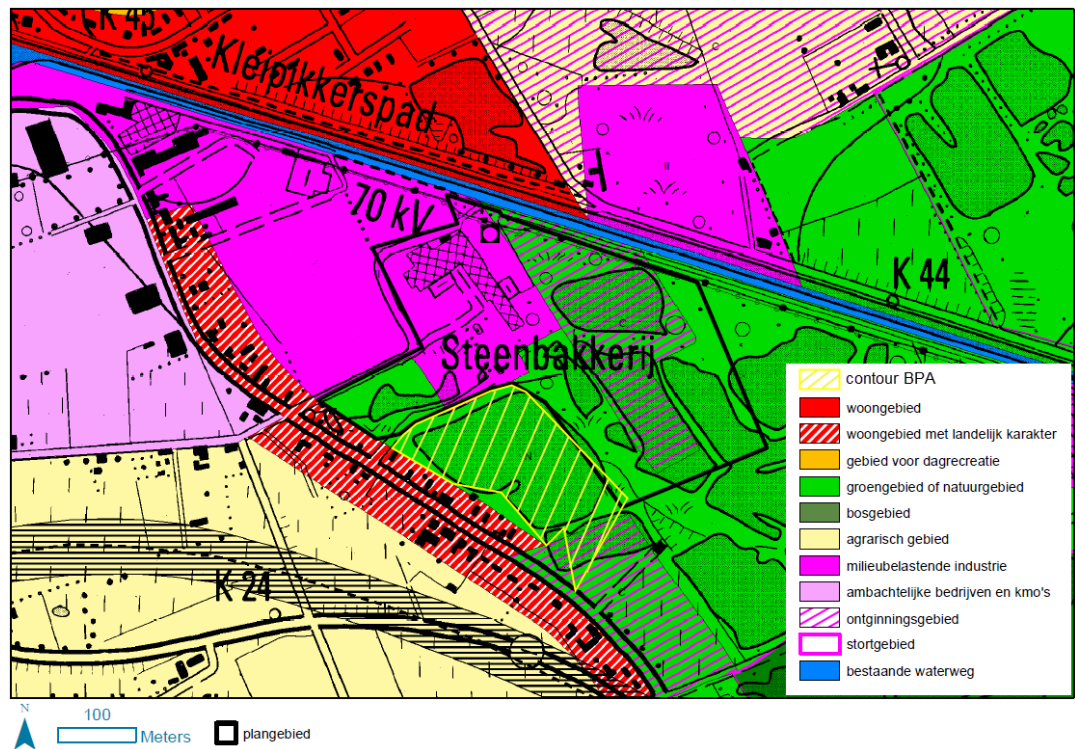 K 45
Kleipikkerspad
70 kV
K 44
Steenbakkerij
K 24
contour BPA
woongebied
woongebied met landelijk karakter
gebied voor dagrecreatie
groengebied of natuurgebied
bosgebied
agrarisch gebied
milieubelastende industrie
ambachtelijke bedrijven en kmo's
ontginningsgebied
stortgebied
bestaande waterweg
N
100
Meters
plangebied